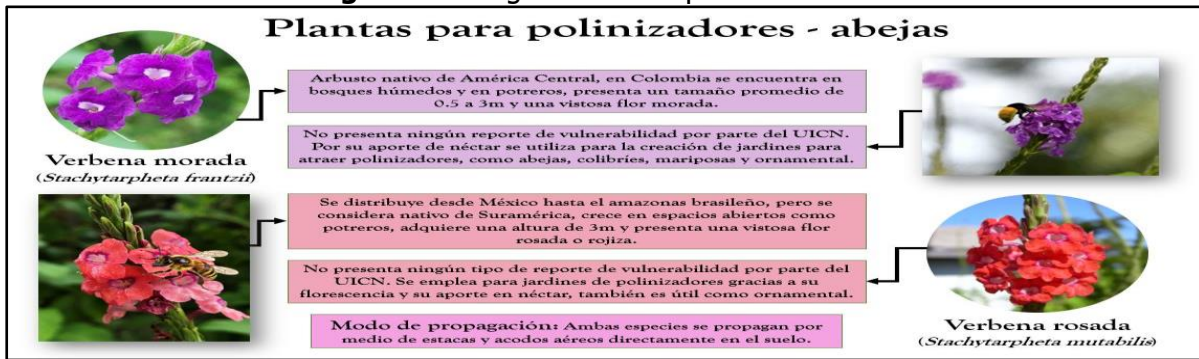 Plantas para polinizadores - abejas
Arbusto nativo de América Central, en Colombia se encuentra en
bosques húmedos y en potreros, presenta un tamaño promedio de
0.5 a 3m y una vistosa flor morada.
No presenta ningún reporte de vulnerabilidad por parte del UICN.
Por su aporte de néctar se utiliza para la creación de jardines para
atraer polinizadores, como abejas, colibríes, mariposas y ornamental.
Verbena morada
(Stachytarpheta frantzii)
Se distribuye desde México hasta el amazonas brasileño, pero se
considera nativo de Suramérica, crece en espacios abiertos como
potreros, adquiere una altura de 3m y presenta una vistosa flor
rosada o rojiza.
No presenta ningún tipo de reporte de vulnerabilidad por parte del
UICN. Se emplea para jardines de polinizadores gracias a su
florescencia y su aporte en néctar, también es útil como ornamental.
Verbena rosada
(Stachytarpheta mutabilis)
Modo de propagación: Ambas especies se propagan por
medio de estacas y acodos aéreos directamente en el suelo.